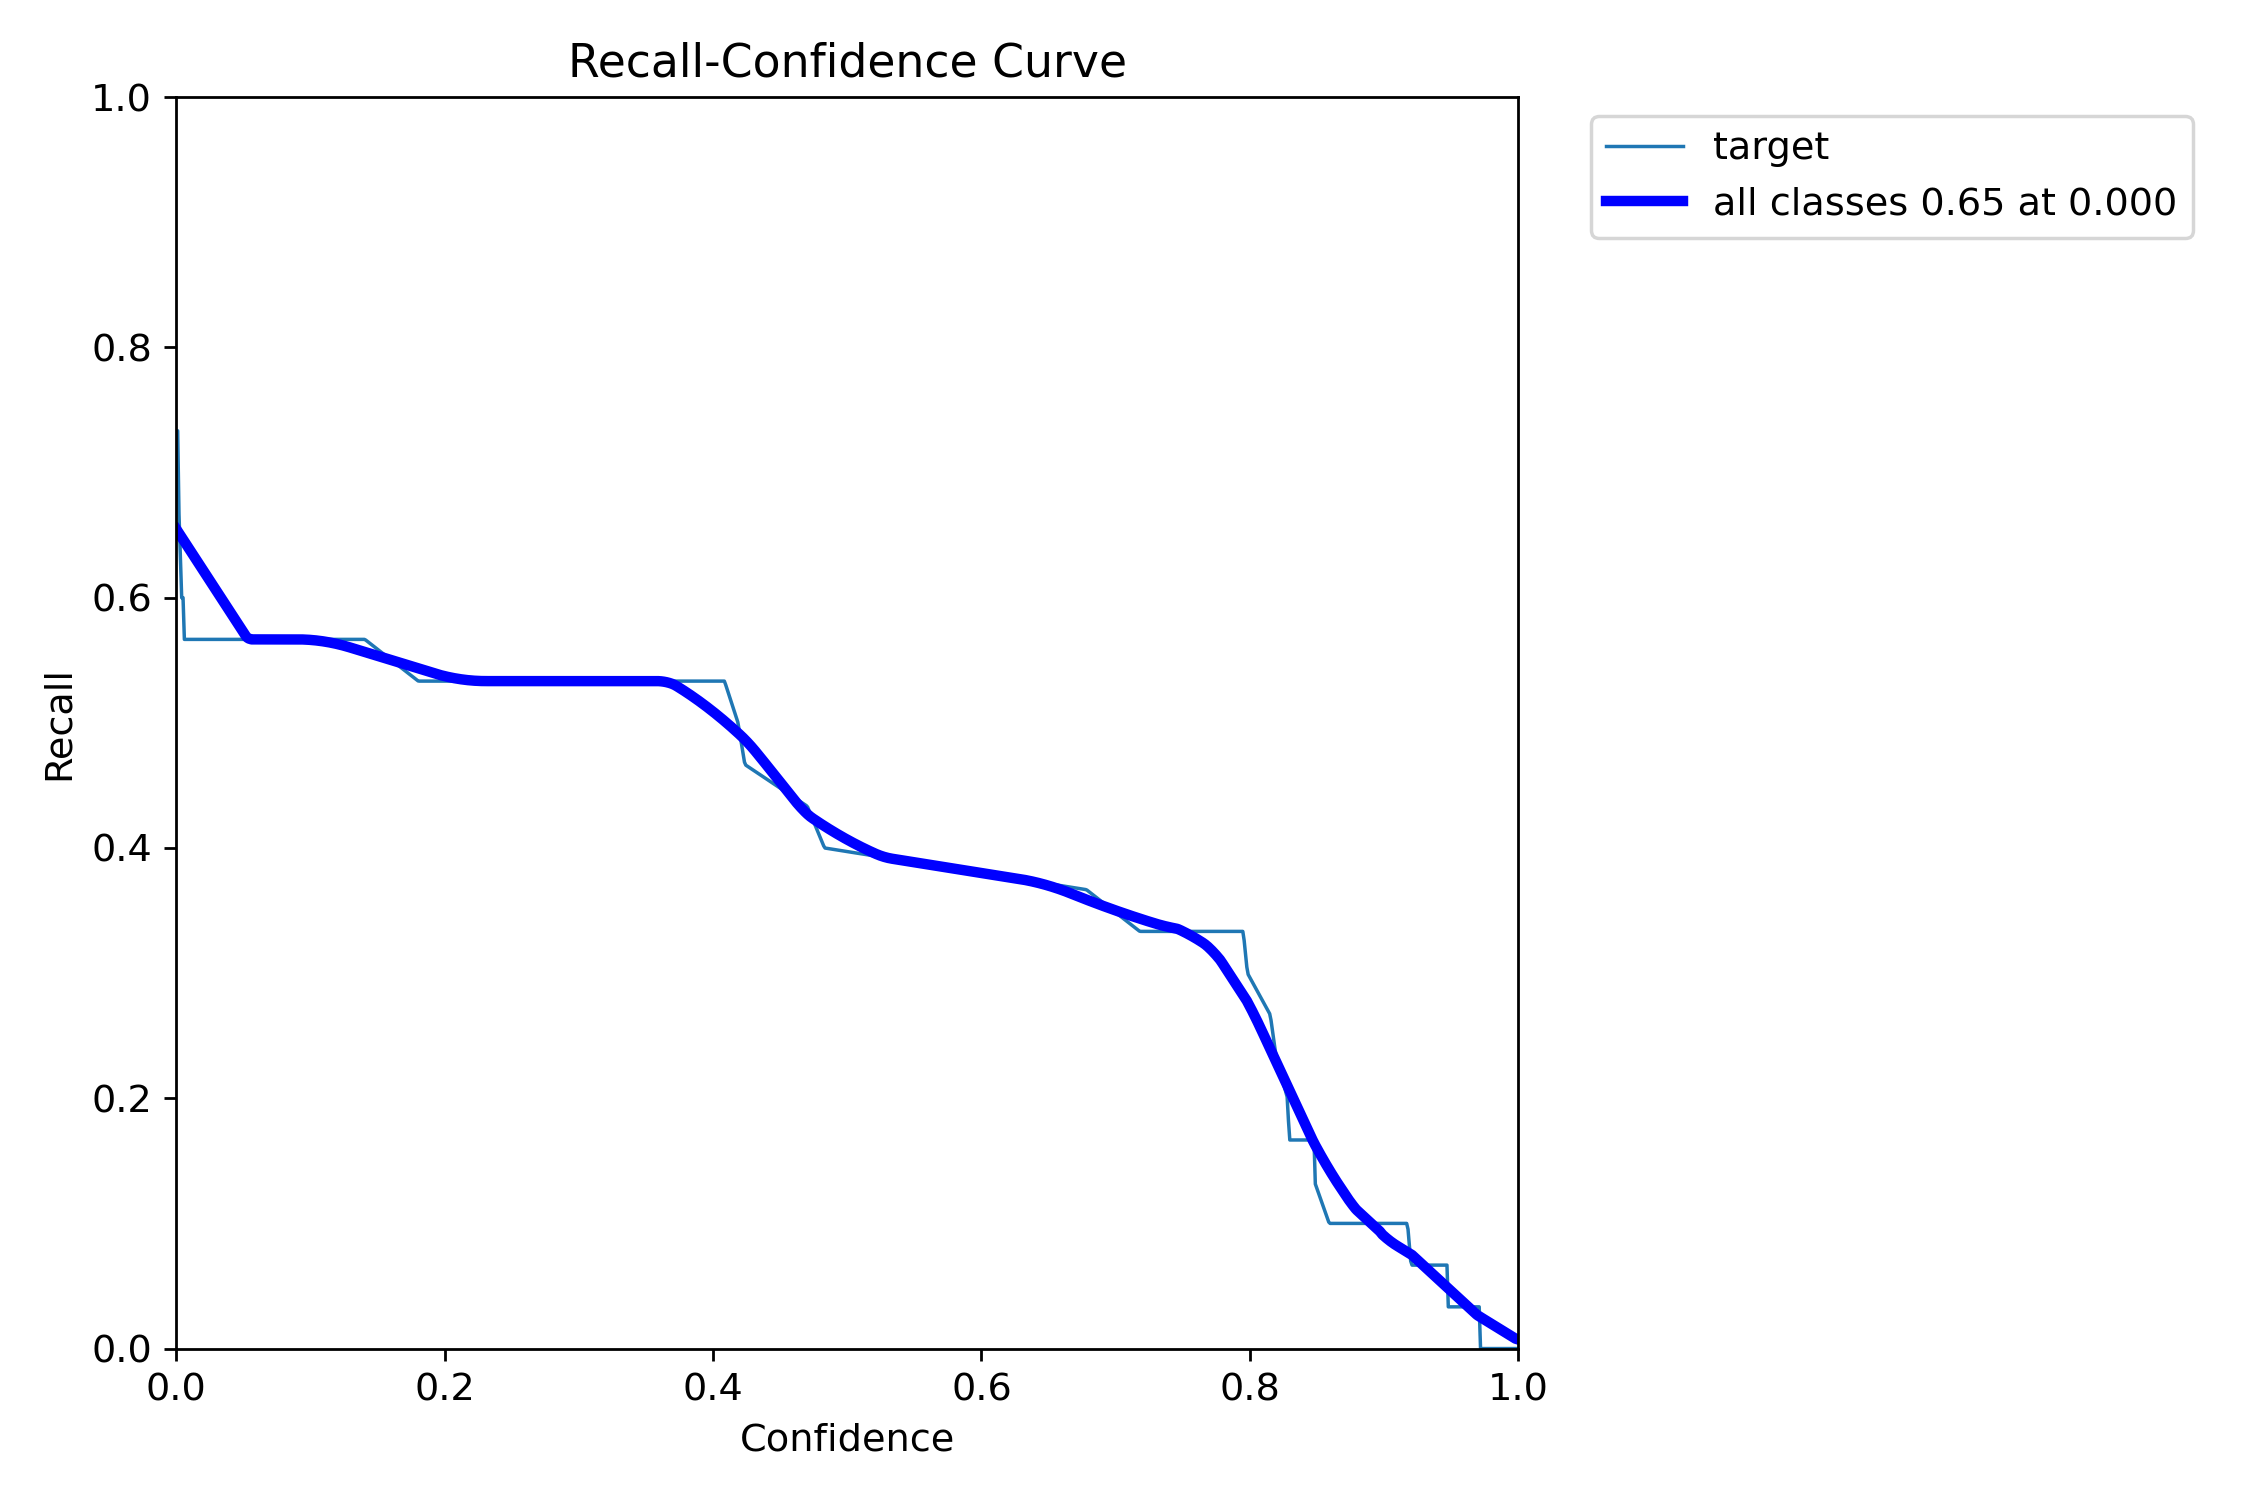 Recall-Confidence Curve
1.0
0.8
0.6
0.4
0.2
0.0
Recall
0.0 0.2 0.4 0.6 0.8 1.0
Confidence
target
all classes 0.65 at 0.000